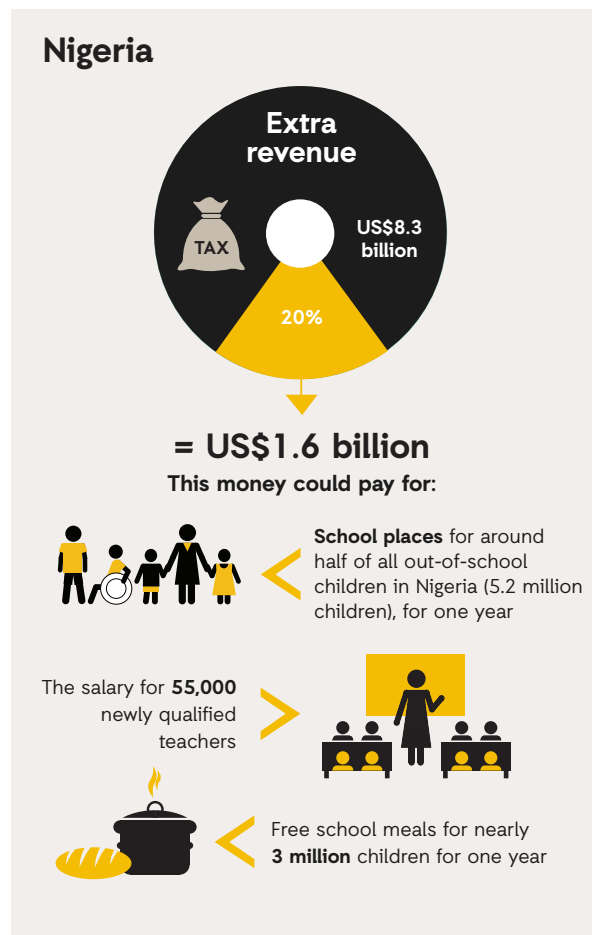 Nigeria
Extra
revenue
TAX
US$8.3
billion
20%
= US$1.6 billion
This money could pay for:
School places for around
half of all out-of-school
children in Nigeria (5.2 million
children), for one year
The salary for 55,000
newly qualified
teachers
Free school meals for nearly
3 million children for one year